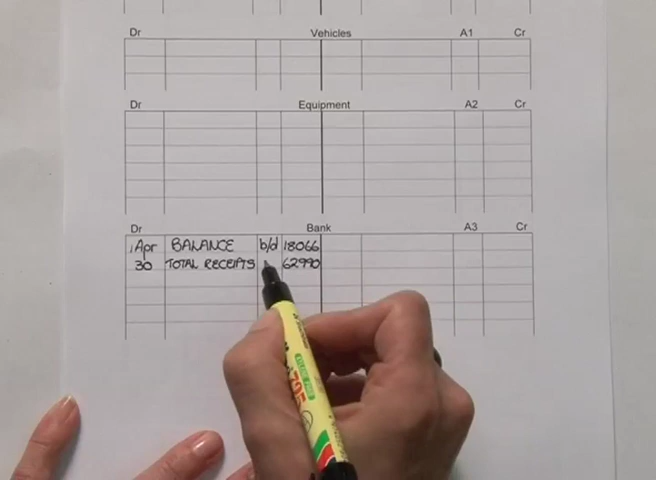 Dr Vehicles A1 Cr
Dr Equipment A2 Cr
Dr Bank A3 Cr
1 Apr BALANCE b/d 18066
30 TOTAL RECEIPTS 62990